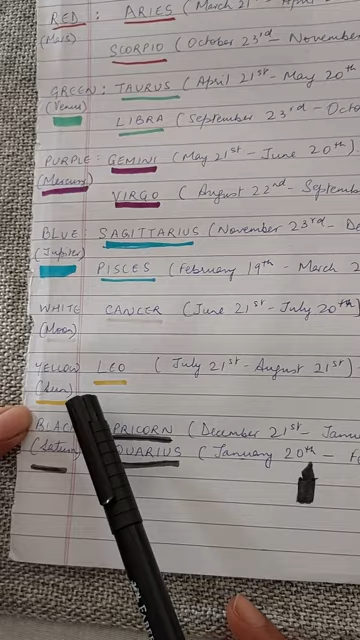 RED : ARIES (March 21st - April
(Mars)
SCORPIO (October 23rd - November
GREEN : TAURUS (April 21st - May 20th
(Venus)
LIBRA (September 23rd - Octo
PURPLE : GEMINI (May 21st - June 20th)
(Mercury)
VIRGO (August 22nd - Septemb
BLUE : SAGITTARIUS (November 23rd - De
(Jupiter)
PISCES (February 19th - March 2
WHITE CANCER (June 21st - July 20th)
(Moon)
YELLOW LEO (July 21st - August 21st) -
(Sun)
BLAC PRICORN (December 21st - Janu
(Saturn) QUARIUS (January 20th - Fe